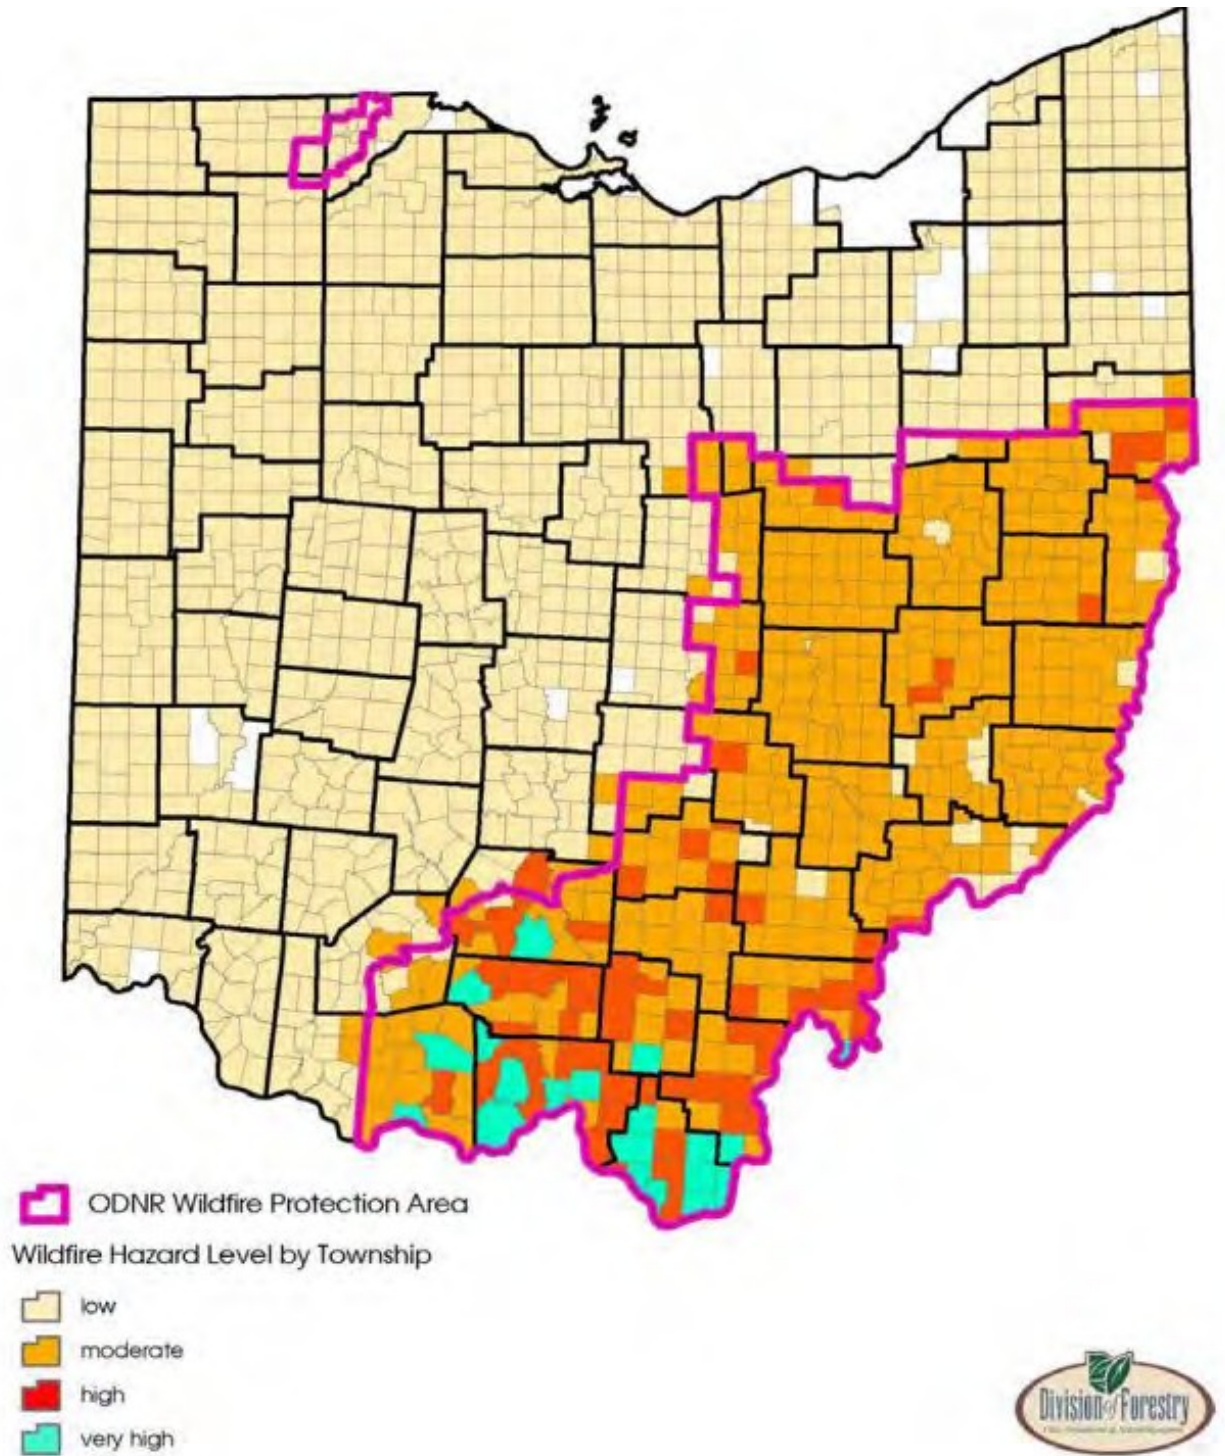 ODNR Wildfire Protection Area
Wildfire Hazard Level by Township
low
moderate
high
very high
Division of Forestry